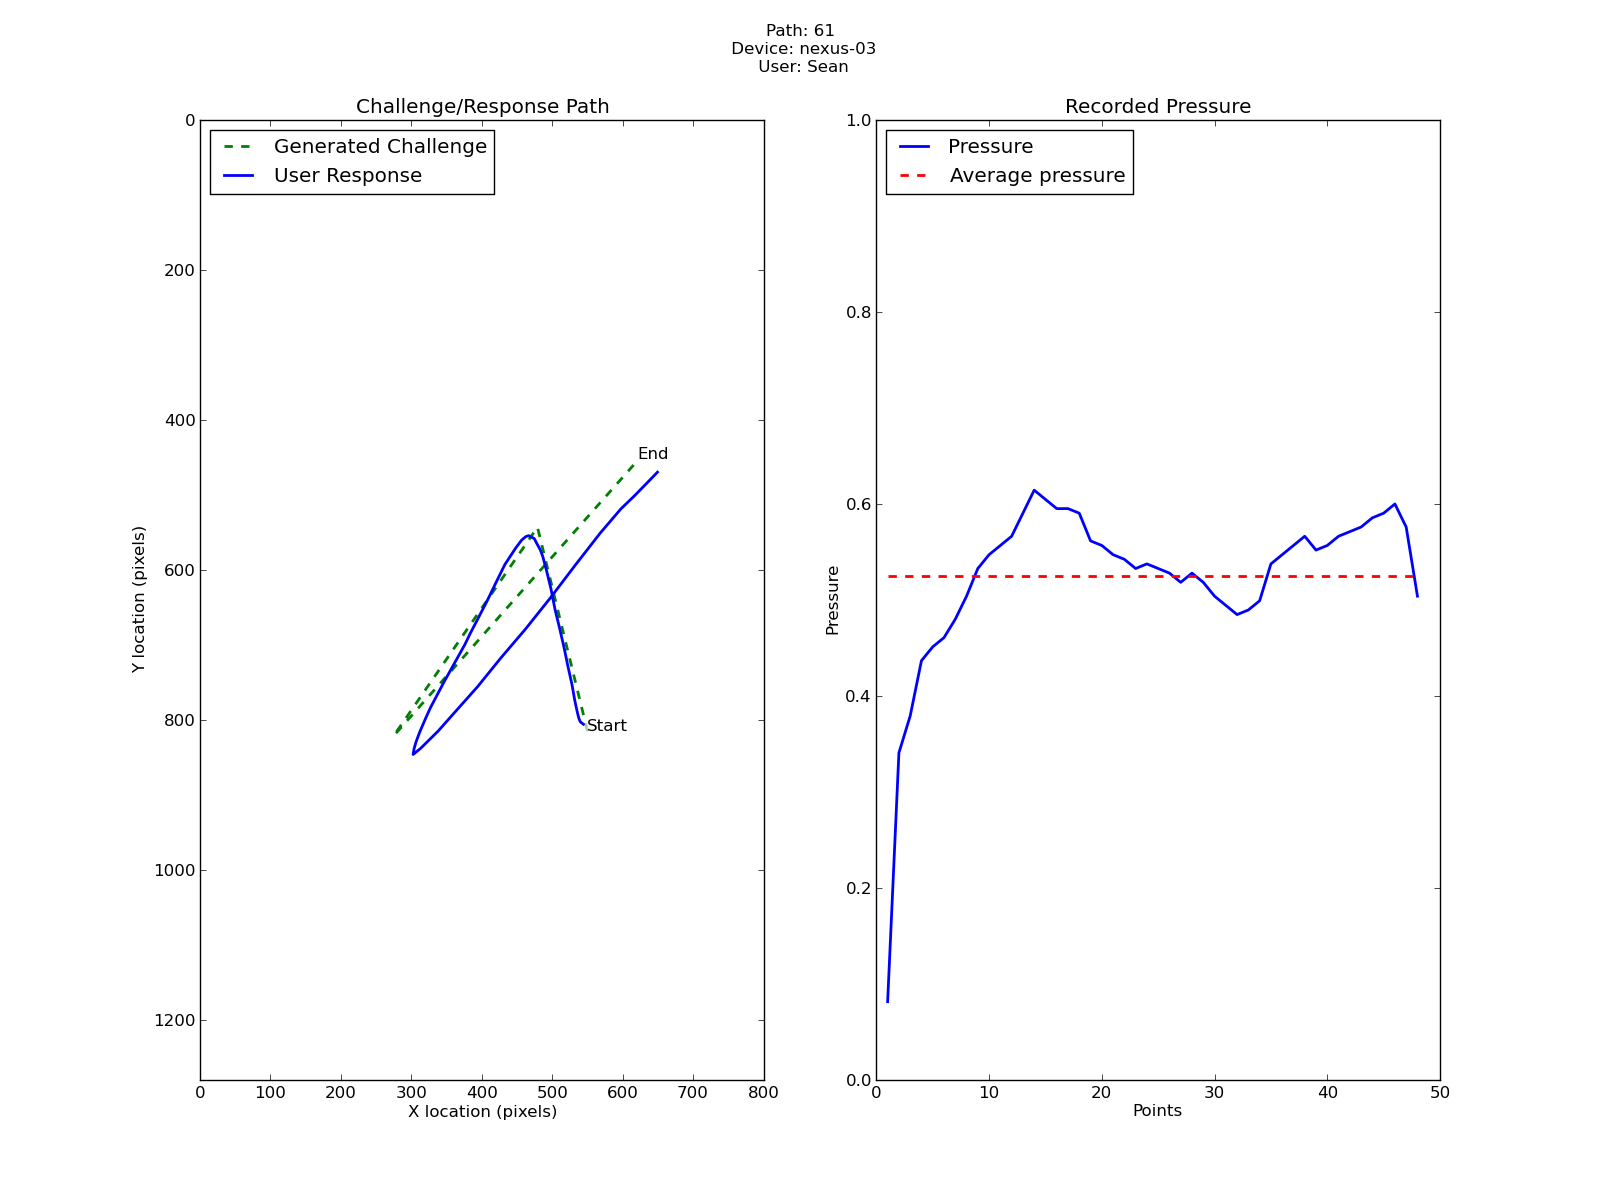 Path: 61
Device: nexus-03
User: Sean
Challenge/Response Path
Generated Challenge
User Response
0
200
400
600
800
1000
1200
Y location (pixels)
End
Start
0 100 200 300 400 500 600 700 800
X location (pixels)
Recorded Pressure
Pressure
Average pressure
1.0
0.8
0.6
0.4
0.2
0.0
Pressure
0 10 20 30 40 50
Points